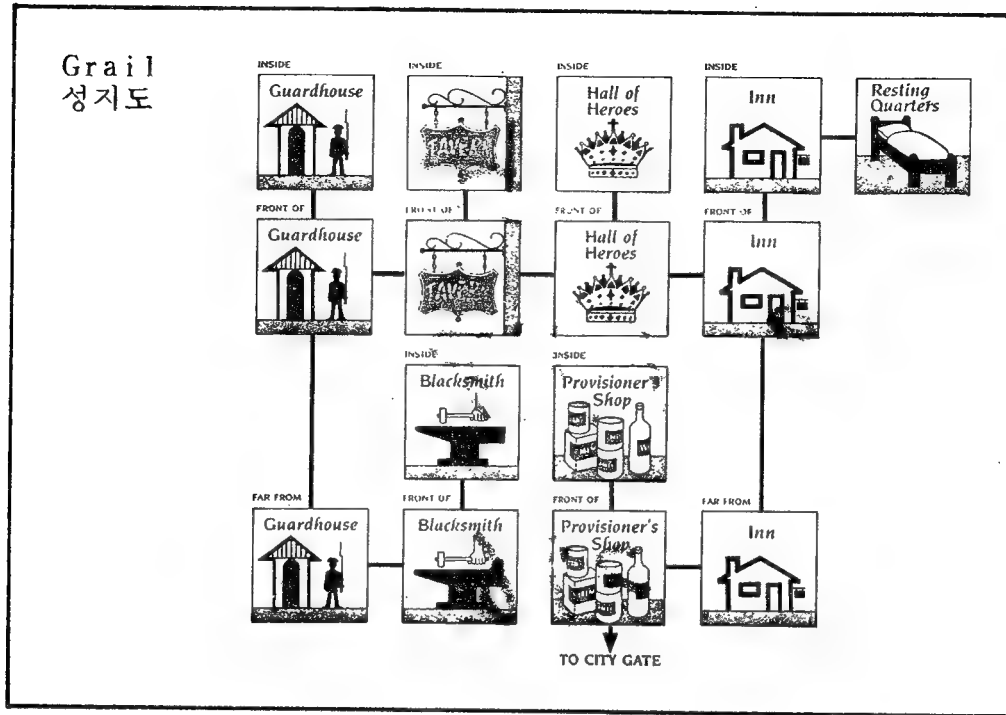 Grail
성지도
INSIDE
Guardhouse
INSIDE
INSIDE
Hall of
Heroes
INSIDE
Inn
Resting
Quarters
FRONT OF
Guardhouse
FRONT OF
FRONT OF
Hall of
Heroes
FRONT OF
Inn
INSIDE
Blacksmith
INSIDE
Provisioner's
Shop
FAR FROM
Guardhouse
FRONT OF
Blacksmith
FRONT OF
Provisioner's
Shop
FAR FROM
Inn
TO CITY GATE